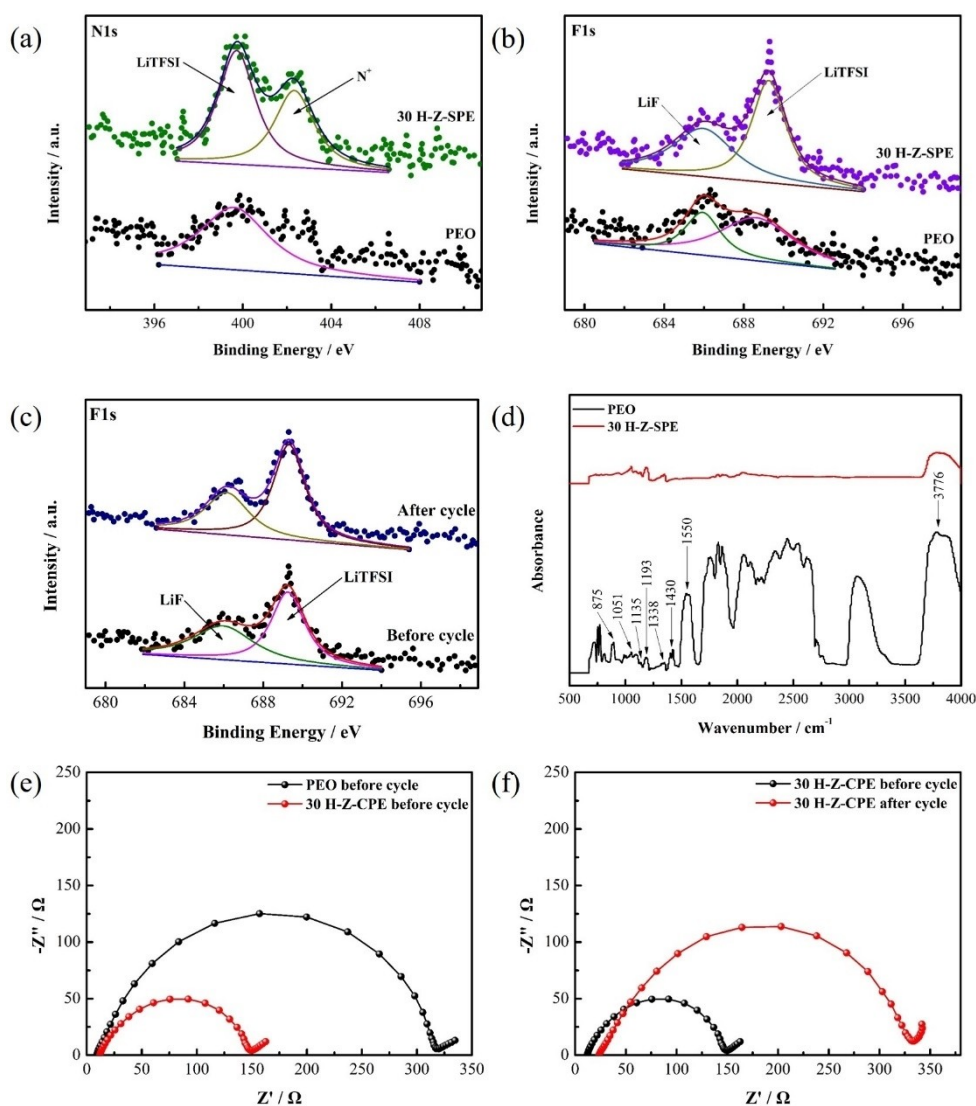 (a)
N1s
LiTFSI
N⁺
30 H-Z-SPE
PEO
Intensity / a.u.
396 400 404 408
Binding Energy / eV
(b)
F1s
LiTFSI
LiF
30 H-Z-SPE
PEO
Intensity / a.u.
680 684 688 692 696
Binding Energy / eV
(c)
F1s
After cycle
LiTFSI
LiF
Before cycle
Intensity / a.u.
680 684 688 692 696
Binding Energy / eV
(d)
PEO
30 H-Z-SPE
3776
1550
875
1051
1135
1193
1338
1430
Absorbance
500 1000 1500 2000 2500 3000 3500 4000
Wavenumber / cm⁻¹
(e)
PEO before cycle
30 H-Z-CPE before cycle
250
200
150
100
50
0
-Z'' / Ω
0 50 100 150 200 250 300 350
Z' / Ω
(f)
30 H-Z-CPE before cycle
30 H-Z-CPE after cycle
250
200
150
100
50
0
-Z'' / Ω
0 50 100 150 200 250 300 350
Z' / Ω